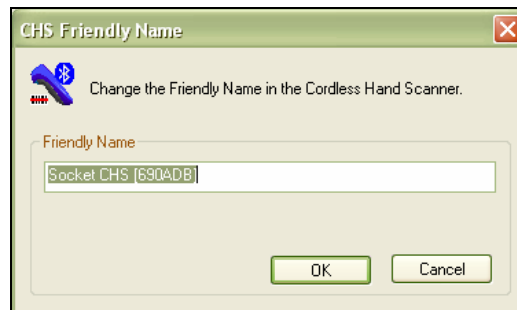 CHS Friendly Name
Change the Friendly Name in the Cordless Hand Scanner.
Friendly Name
Socket CHS [690ADB]
OK
Cancel